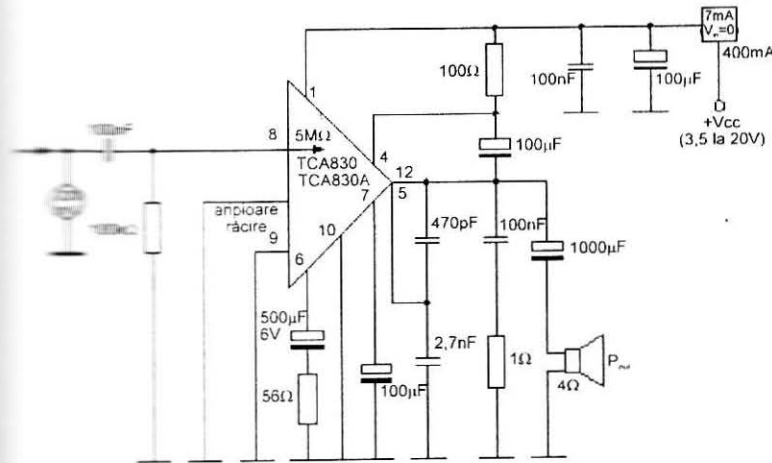 7mA
V =0
400mA
+Vcc
(3,5 la 20V)
100Ω
100nF
100µF
1
8
5MΩ
TCA830
TCA830A
4
100µF
12
5
7
anpioare
răcire
9
10
6
470pF
100nF
1000µF
500µF
6V
2,7nF
1Ω
4Ω
P
56Ω
100µF